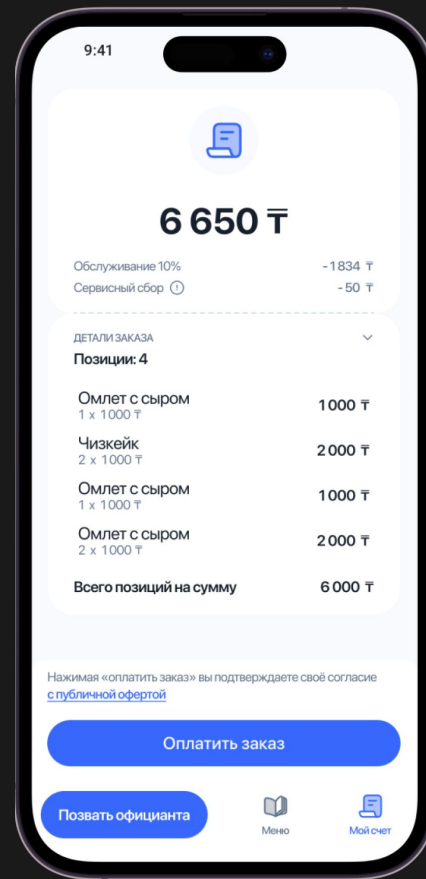 9:41
6 650 ₸
Обслуживание 10% -1834 ₸
Сервисный сбор - 50 ₸
ДЕТАЛИ ЗАКАЗА
Позиции: 4
Омлет с сыром 1 000 ₸
1 x 1000 ₸
Чизкейк 2 000 ₸
2 x 1000 ₸
Омлет с сыром 1 000 ₸
1 x 1000 ₸
Омлет с сыром 2 000 ₸
2 x 1000 ₸
Всего позиций на сумму 6 000 ₸
Нажимая «оплатить заказ» вы подтверждаете своё согласие
с публичной офертой
Оплатить заказ
Позвать официанта
Меню
Мой счет